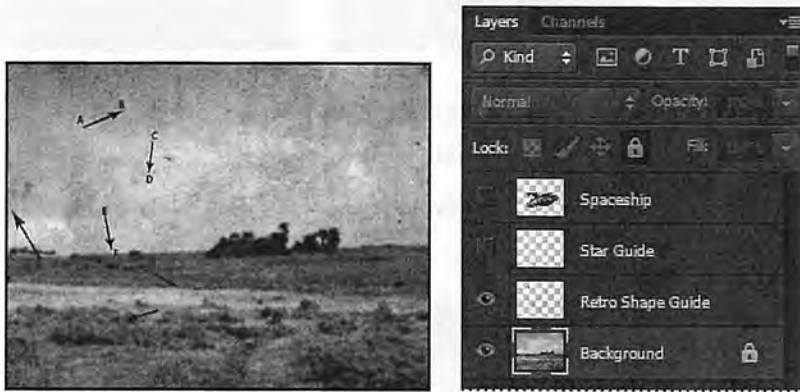 A B
C
D
E
F
Layers Channels
Kind T
Normal Opacity:
Lock: Fill:
Spaceship
Star Guide
Retro Shape Guide
Background